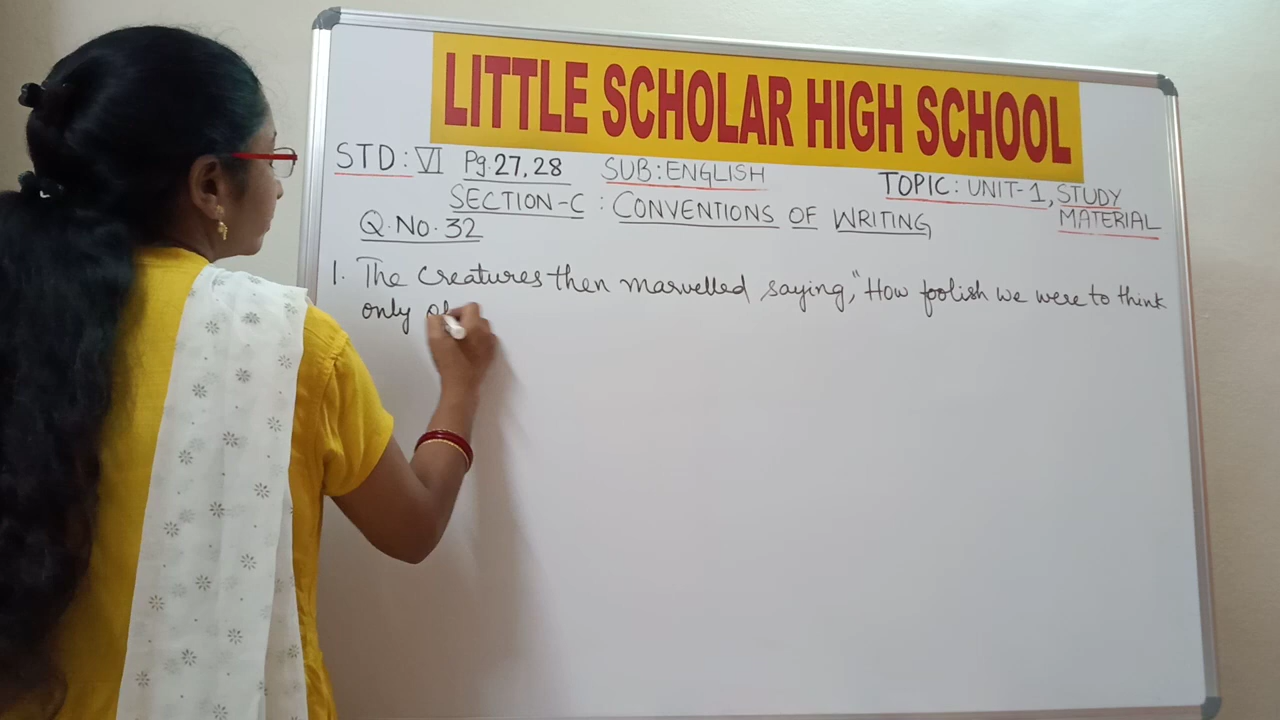 LITTLE SCHOLAR HIGH SCHOOL
STD: VI Pg.27,28 SUB: ENGLISH TOPIC: UNIT-1, STUDY MATERIAL
SECTION-C : CONVENTIONS OF WRITING
Q.No.32
1. The creatures then marvelled saying, "How foolish we were to think
only